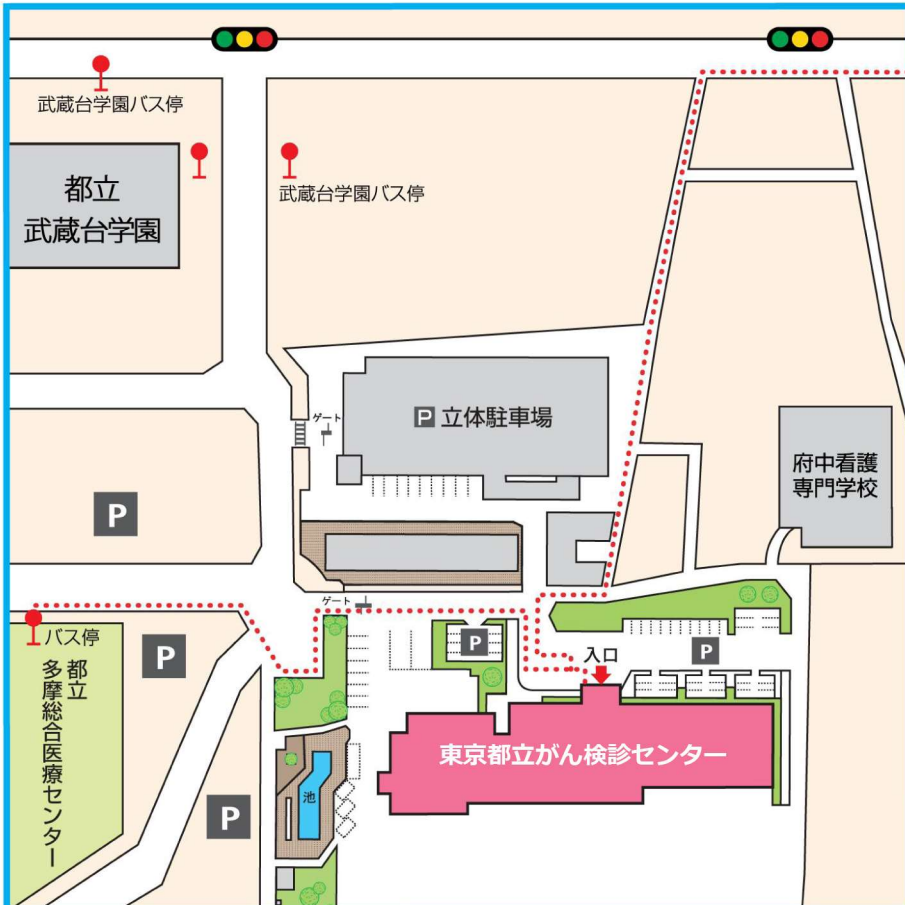 武蔵台学園バス停
都立
武蔵台学園
武蔵台学園バス停
ゲート
P 立体駐車場
府中看護
専門学校
P
ゲート
バス停
P
P
入口
P
都立
多摩総合医療センター
東京都立がん検診センター
池
P